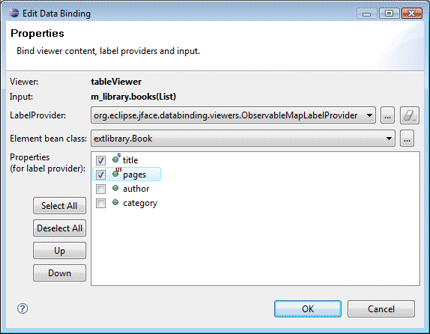 Edit Data Binding
Properties
Bind viewer content, label providers and input.
Viewer: tableViewer
Input: m_library.books(List)
LabelProvider: org.eclipse.jface.databinding.viewers.ObservableMapLabelProvider ...
Element bean class: extlibrary.Book ...
Properties
(for label provider):
title
pages
author
category
Select All
Deselect All
Up
Down
OK Cancel